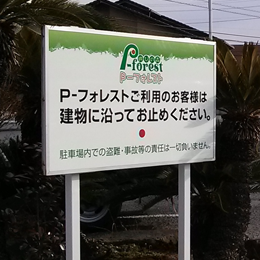 P-forest
P-フォレスト
P-フォレストご利用のお客様は
建物に沿ってお止めください。
駐車場内での盗難・事故等の責任は一切負いません。